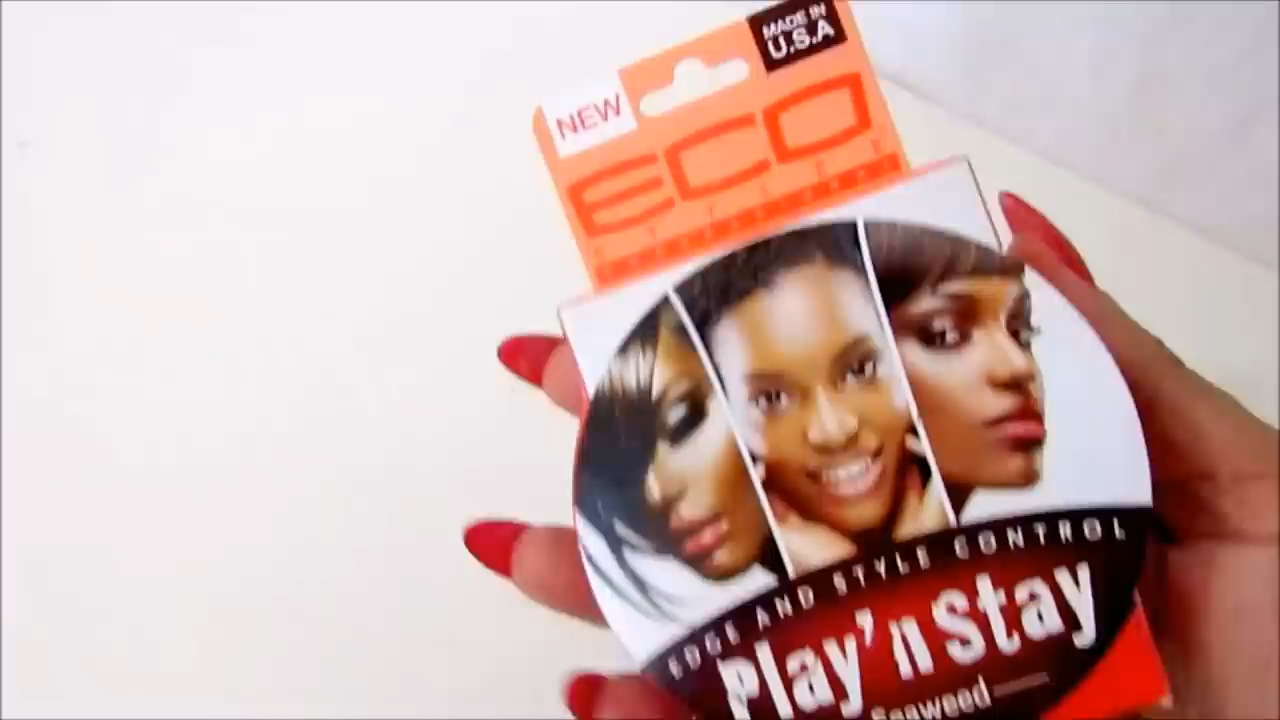 MADE IN
U.S.A
NEW
ECO
EDGE AND STYLE CONTROL
Play'n Stay
Seaweed